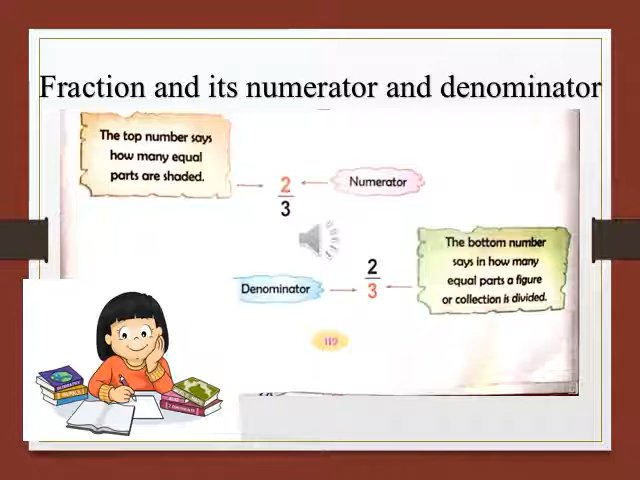 Fraction and its numerator and denominator
The top number says
how many equal
parts are shaded.
2
3
Numerator
The bottom number
says in how many
equal parts a figure
or collection is divided.
Denominator
2
3
119